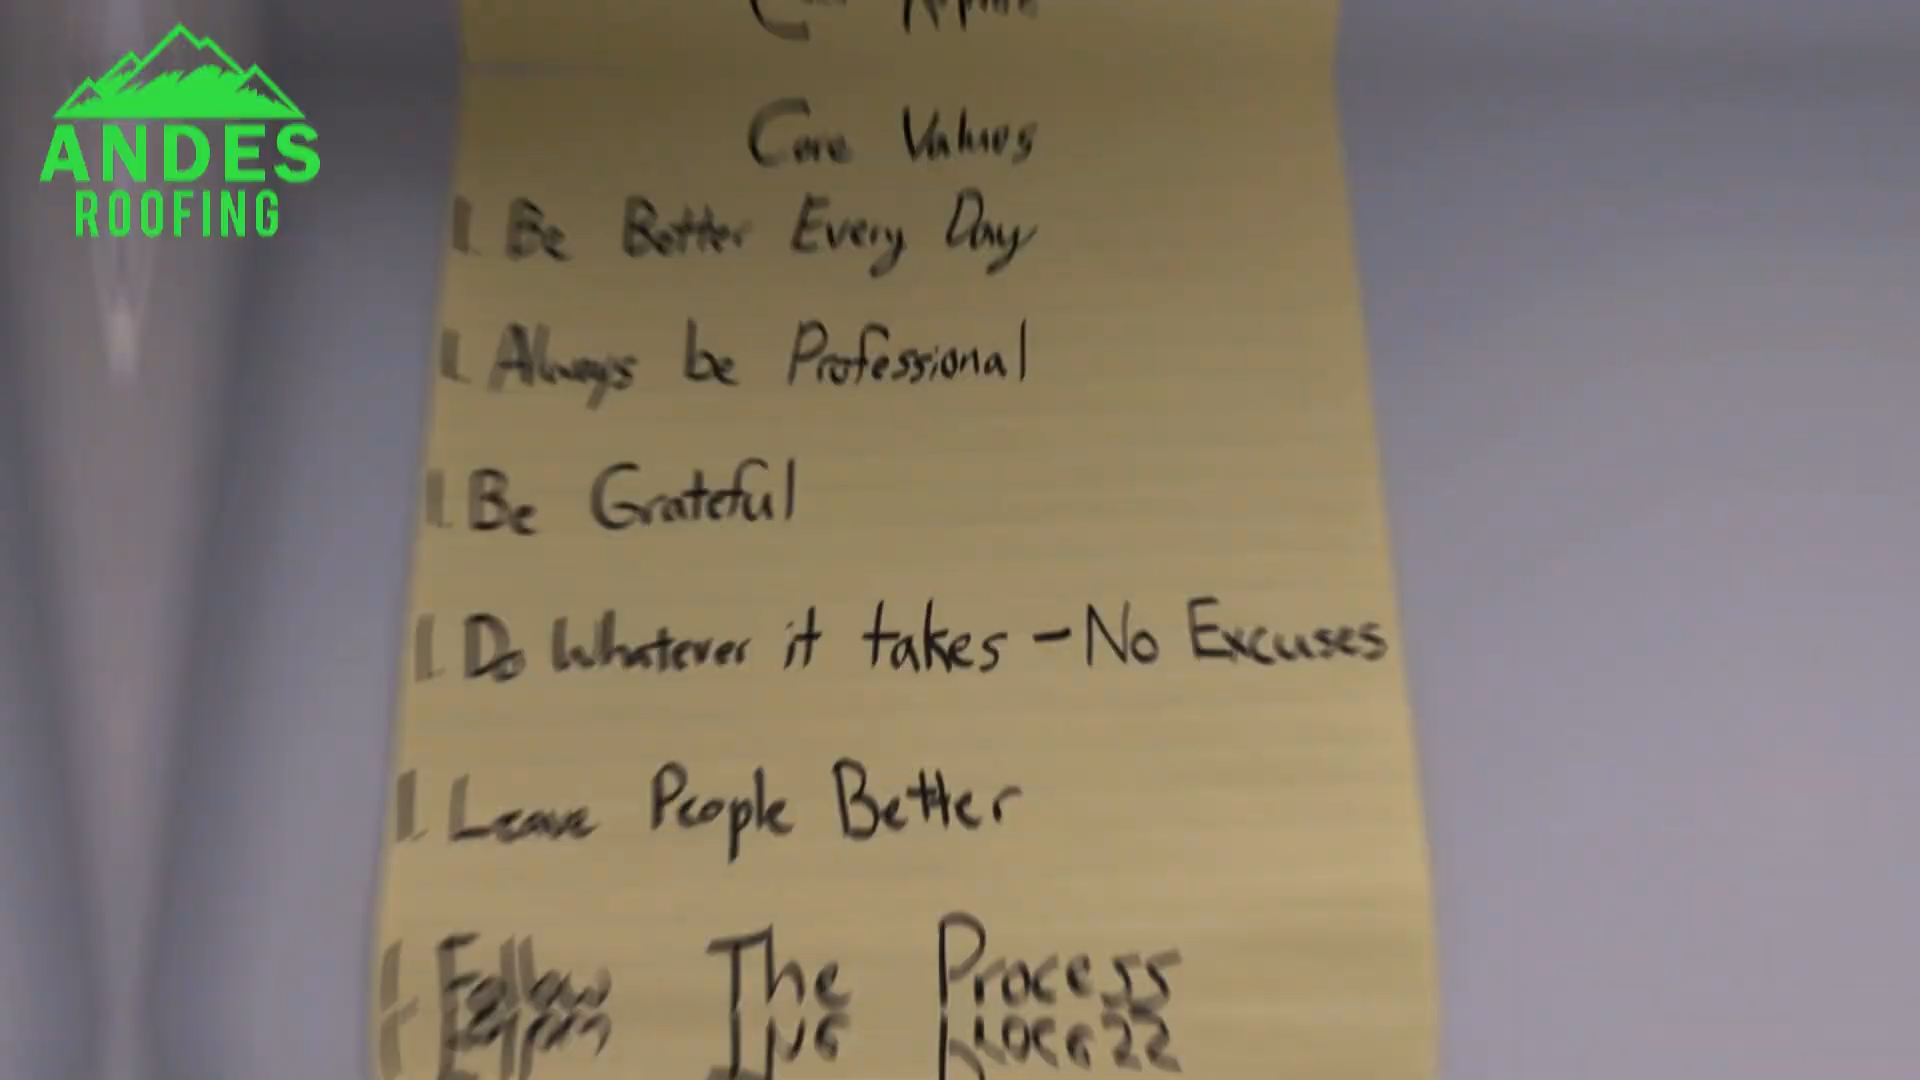 ANDES
ROOFING
Core Values
1. Be Better Every Day
1. Always be Professional
1. Be Grateful
1. Do Whatever it takes - No Excuses
1. Leave People Better
1. Follow The Process